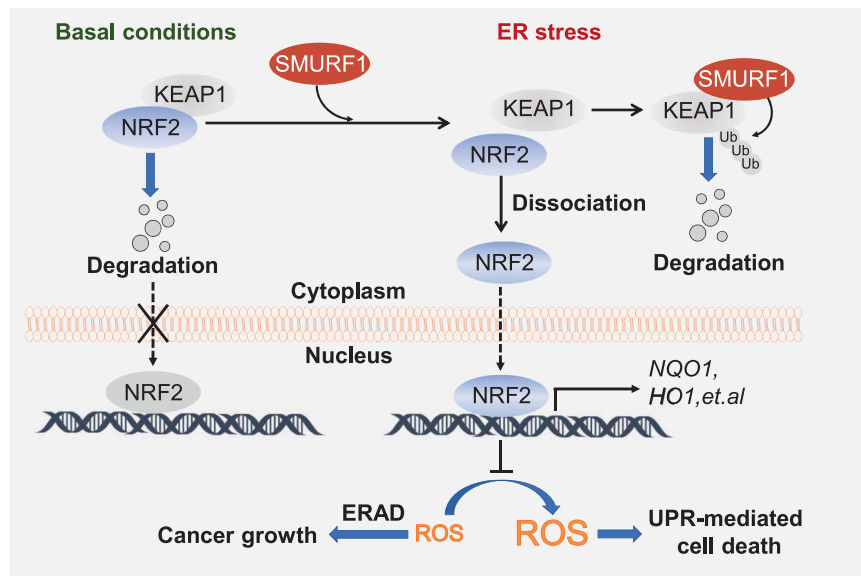 Basal conditions
ER stress
SMURF1
KEAP1
NRF2
KEAP1
NRF2
SMURF1
KEAP1
Ub
Ub
Ub
Dissociation
Degradation
NRF2
Degradation
Cytoplasm
Nucleus
NRF2
NRF2
NQO1,
HO1,et.al
ERAD
Cancer growth
ROS
ROS
UPR-mediated
cell death